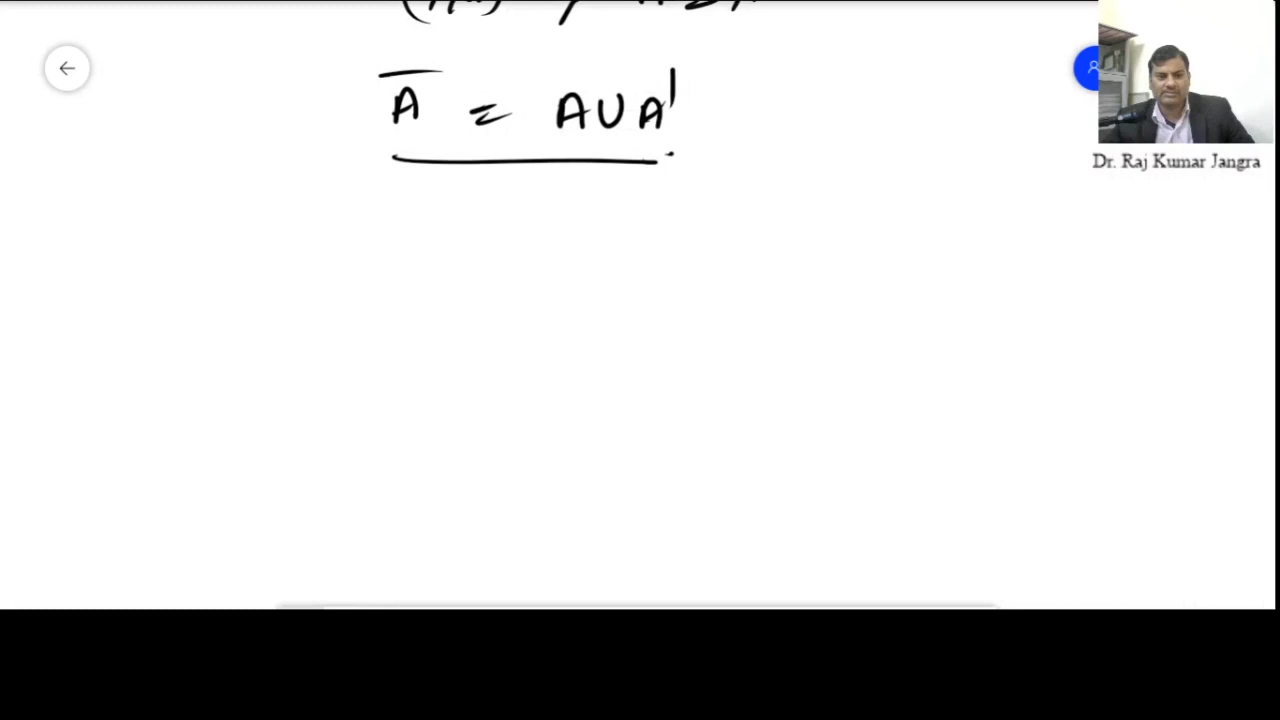 A̅ = A ∪ A'
Dr. Raj Kumar Jangra